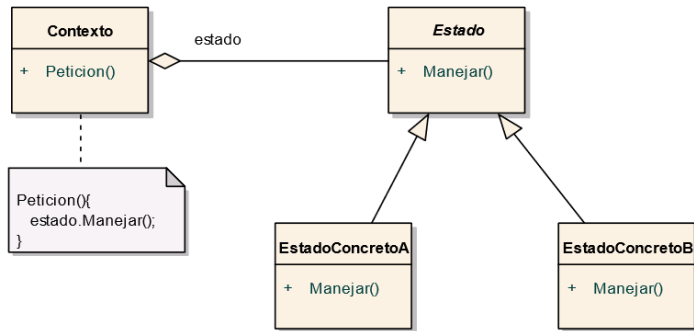 Contexto
+ Peticion()
estado
Estado
+ Manejar()
Peticion(){
estado.Manejar();
}
EstadoConcretoA
+ Manejar()
EstadoConcretoB
+ Manejar()